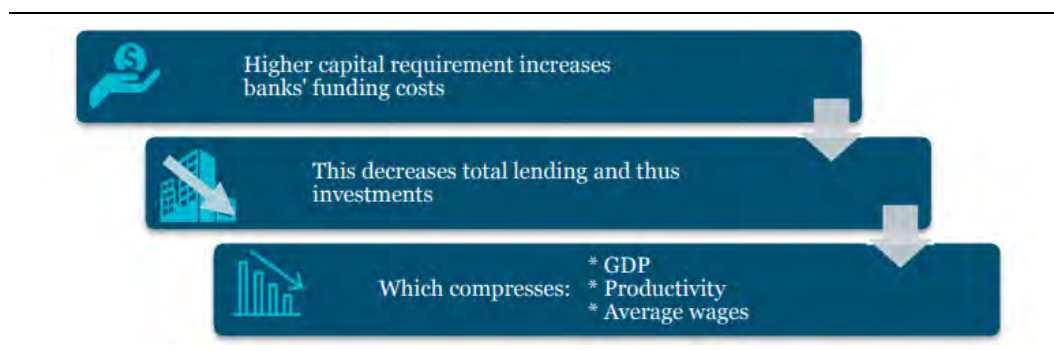 $
Higher capital requirement increases
banks' funding costs
This decreases total lending and thus
investments
Which compresses:
* GDP
* Productivity
* Average wages